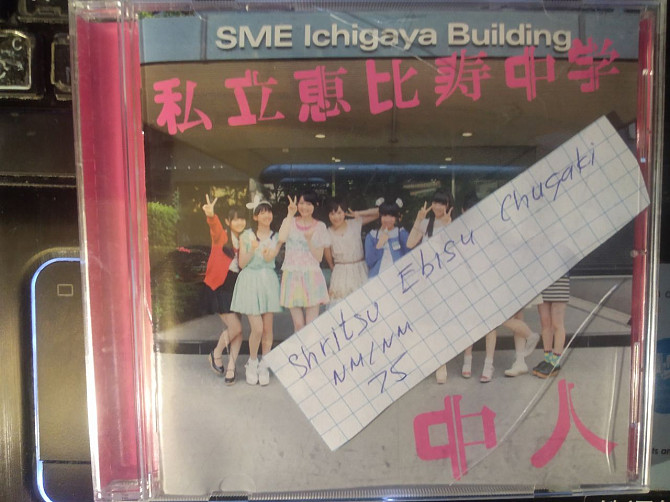 SME Ichigaya Building
私立恵比寿中学
Shritsu Ebisu Chugaki
NM/NM
75
中人